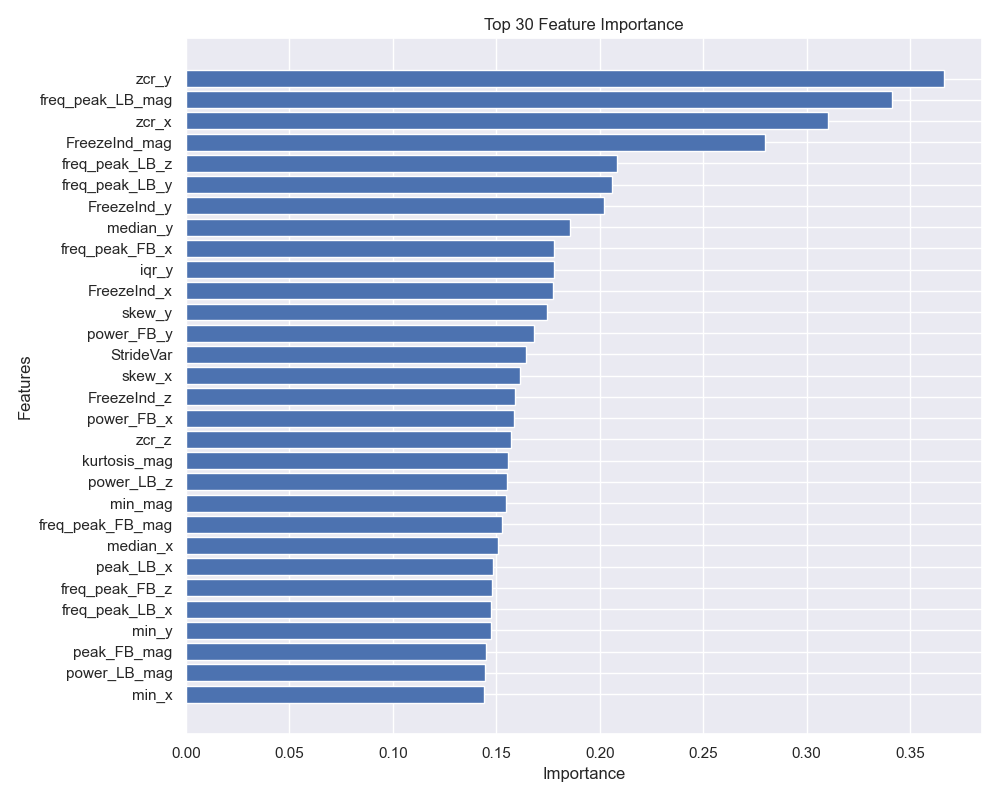 Top 30 Feature Importance
Features
zcr_y
freq_peak_LB_mag
zcr_x
FreezeInd_mag
freq_peak_LB_z
freq_peak_LB_y
FreezeInd_y
median_y
freq_peak_FB_x
iqr_y
FreezeInd_x
skew_y
power_FB_y
StrideVar
skew_x
FreezeInd_z
power_FB_x
zcr_z
kurtosis_mag
power_LB_z
min_mag
freq_peak_FB_mag
median_x
peak_LB_x
freq_peak_FB_z
freq_peak_LB_x
min_y
peak_FB_mag
power_LB_mag
min_x
0.00 0.05 0.10 0.15 0.20 0.25 0.30 0.35
Importance